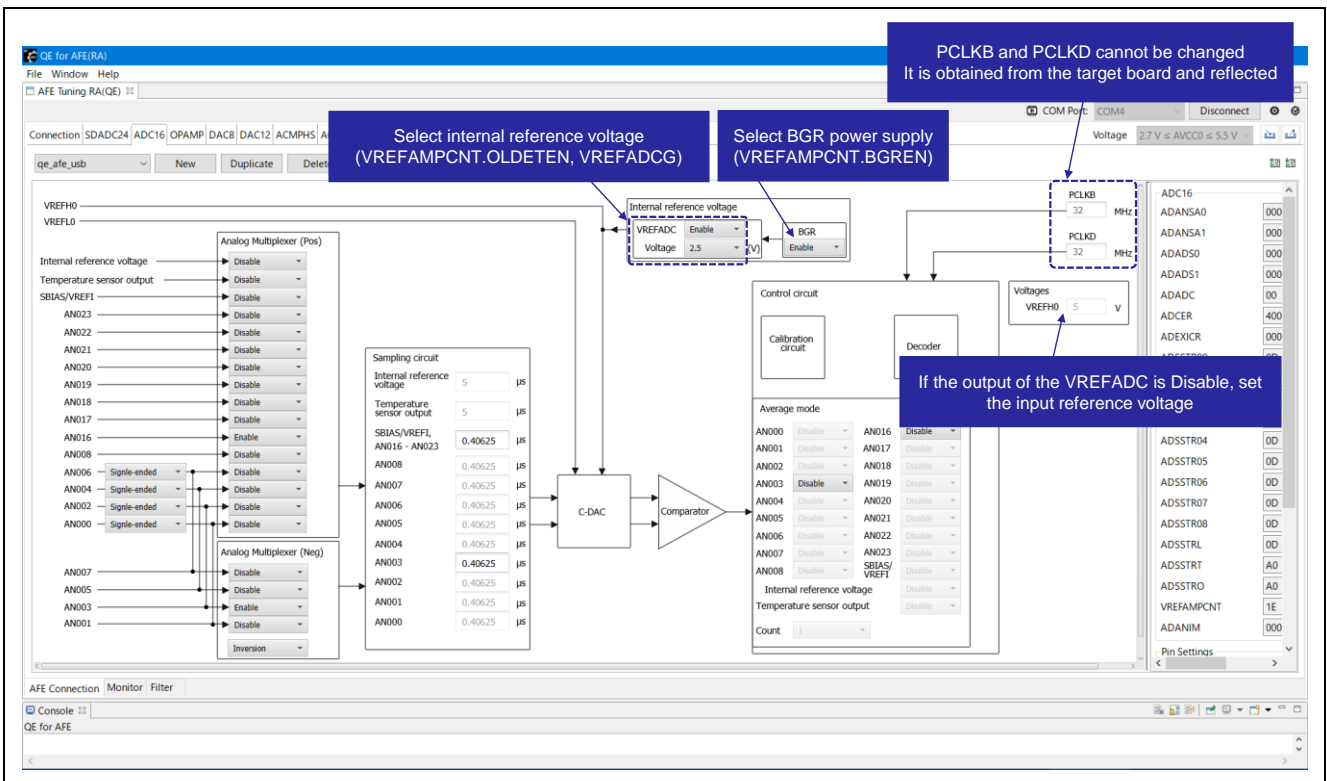 QE for AFE(RA)
File Window Help
AFE Tuning RA(QE)
PCLKB and PCLKD cannot be changed
It is obtained from the target board and reflected
COM Port: COM4 Disconnect
Connection SDADC24 ADC16 OPAMP DAC8 DAC12 ACMPHS
Voltage 2.7 V ≤ AVCC0 ≤ 5.5 V
Select internal reference voltage
(VREFAMPCNT.OLDETEN, VREFADCG)
Select BGR power supply
(VREFAMPCNT.BGREN)
qe_afe_usb New Duplicate
VREFH0
VREFL0
Internal reference voltage
VREFADC Enable
Voltage 2.5 (V)
BGR
Enable
PCLKB
32 MHz
PCLKD
32 MHz
Voltages
VREFH0 5 V
If the output of the VREFADC is Disable, set
the input reference voltage
Analog Multiplexer (Pos)
Internal reference voltage Disable
Temperature sensor output Disable
SBIAS/VREFI Disable
AN023 Disable
AN022 Disable
AN021 Disable
AN020 Disable
AN019 Disable
AN018 Disable
AN017 Disable
AN016 Enable
AN008 Disable
AN006 Signle-ended Disable
AN004 Signle-ended Disable
AN002 Signle-ended Disable
AN000 Signle-ended Disable
Analog Multiplexer (Neg)
AN007 Disable
AN005 Disable
AN003 Enable
AN001 Disable
Inversion
Sampling circuit
Internal reference
voltage 5 µs
Temperature
sensor output 5 µs
SBIAS/VREFI,
AN016 - AN023 0.40625 µs
AN008 0.40625 µs
AN007 0.40625 µs
AN006 0.40625 µs
AN005 0.40625 µs
AN004 0.40625 µs
AN003 0.40625 µs
AN002 0.40625 µs
AN001 0.40625 µs
AN000 0.40625 µs
C-DAC
Comparator
Control circuit
Calibration
circuit
Decoder
Average mode
AN000 Disable AN016 Disable
AN001 Disable AN017 Disable
AN002 Disable AN018 Disable
AN003 Disable AN019 Disable
AN004 Disable AN020 Disable
AN005 Disable AN021 Disable
AN006 Disable AN022 Disable
AN007 Disable AN023 Disable
AN008 Disable SBIAS/
VREFI Disable
Internal reference voltage Disable
Temperature sensor output Disable
Count 1
ADC16
ADANSA0 000
ADANSA1 000
ADADS0 000
ADADS1 000
ADADC 00
ADCER 400
ADEXICR 000
ADSSTR04 0D
ADSSTR05 0D
ADSSTR06 0D
ADSSTR07 0D
ADSSTR08 0D
ADSSTRL 0D
ADSSTRT A0
ADSSTRO A0
VREFAMPCNT 1E
ADANIM 000
Pin Settings
AFE Connection Monitor Filter
Console
QE for AFE